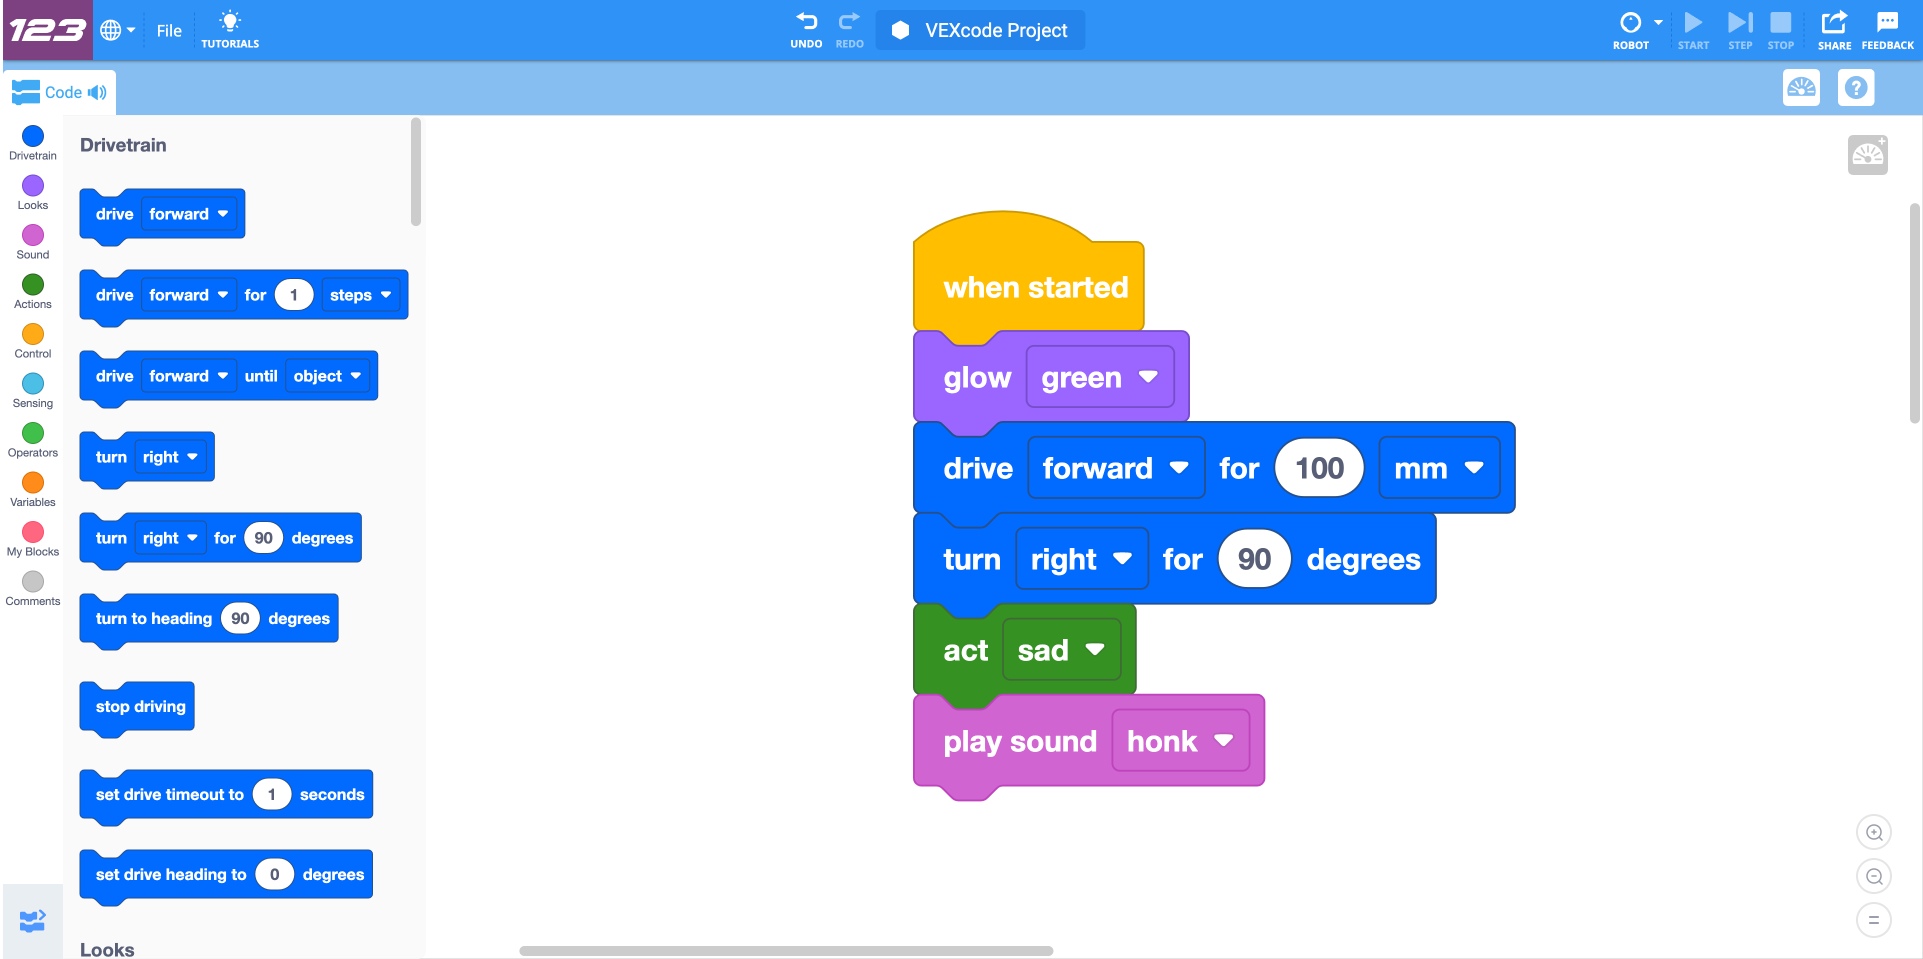 123
File
TUTORIALS
UNDO
REDO
VEXcode Project
ROBOT
START
STEP
STOP
SHARE
FEEDBACK
Code
?
Drivetrain
Looks
Sound
Actions
Control
Sensing
Operators
Variables
My Blocks
Comments
Drivetrain
drive forward
drive forward for 1 steps
drive forward until object
turn right
turn right for 90 degrees
turn to heading 90 degrees
stop driving
set drive timeout to 1 seconds
set drive heading to 0 degrees
Looks
when started
glow green
drive forward for 100 mm
turn right for 90 degrees
act sad
play sound honk